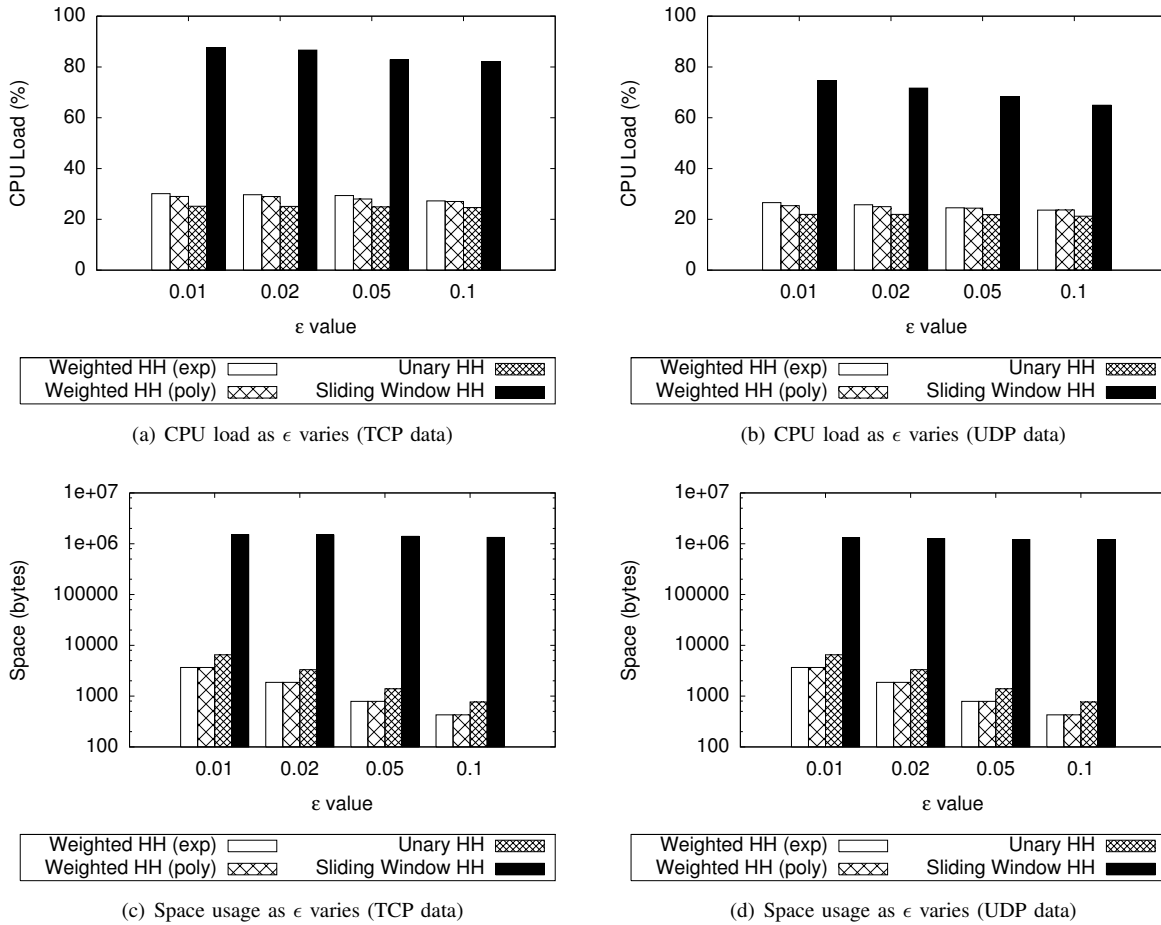 100
80
60
40
20
0
CPU Load (%)
0.01 0.02 0.05 0.1
ε value
Weighted HH (exp) Unary HH
Weighted HH (poly) Sliding Window HH
(a) CPU load as ϵ varies (TCP data)
100
80
60
40
20
0
CPU Load (%)
0.01 0.02 0.05 0.1
ε value
Weighted HH (exp) Unary HH
Weighted HH (poly) Sliding Window HH
(b) CPU load as ϵ varies (UDP data)
1e+07
1e+06
100000
10000
1000
100
Space (bytes)
0.01 0.02 0.05 0.1
ε value
Weighted HH (exp) Unary HH
Weighted HH (poly) Sliding Window HH
(c) Space usage as ϵ varies (TCP data)
1e+07
1e+06
100000
10000
1000
100
Space (bytes)
0.01 0.02 0.05 0.1
ε value
Weighted HH (exp) Unary HH
Weighted HH (poly) Sliding Window HH
(d) Space usage as ϵ varies (UDP data)